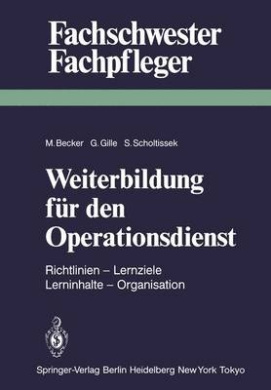 Fachschwester
Fachpfleger
M. Becker G. Gille S. Scholtissek
Weiterbildung
für den
Operationsdienst
Richtlinien – Lernziele
Lerninhalte – Organisation
Springer-Verlag Berlin Heidelberg New York Tokyo